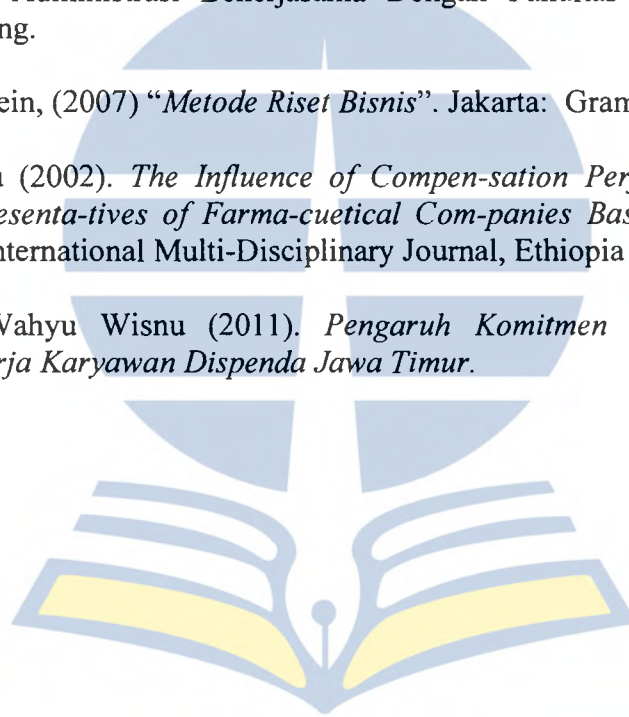 Administrasi Bekerjasama Dengan
ng.
ein, (2007) “Metode Riset Bisnis”. Jakarta: Gram
(2002). The Influence of Compen-sation Per
esenta-tives of Farma-cuetical Com-panies Bas
nternational Multi-Disciplinary Journal, Ethiopia
Wahyu Wisnu (2011). Pengaruh Komitmen
rja Karyawan Dispenda Jawa Timur.